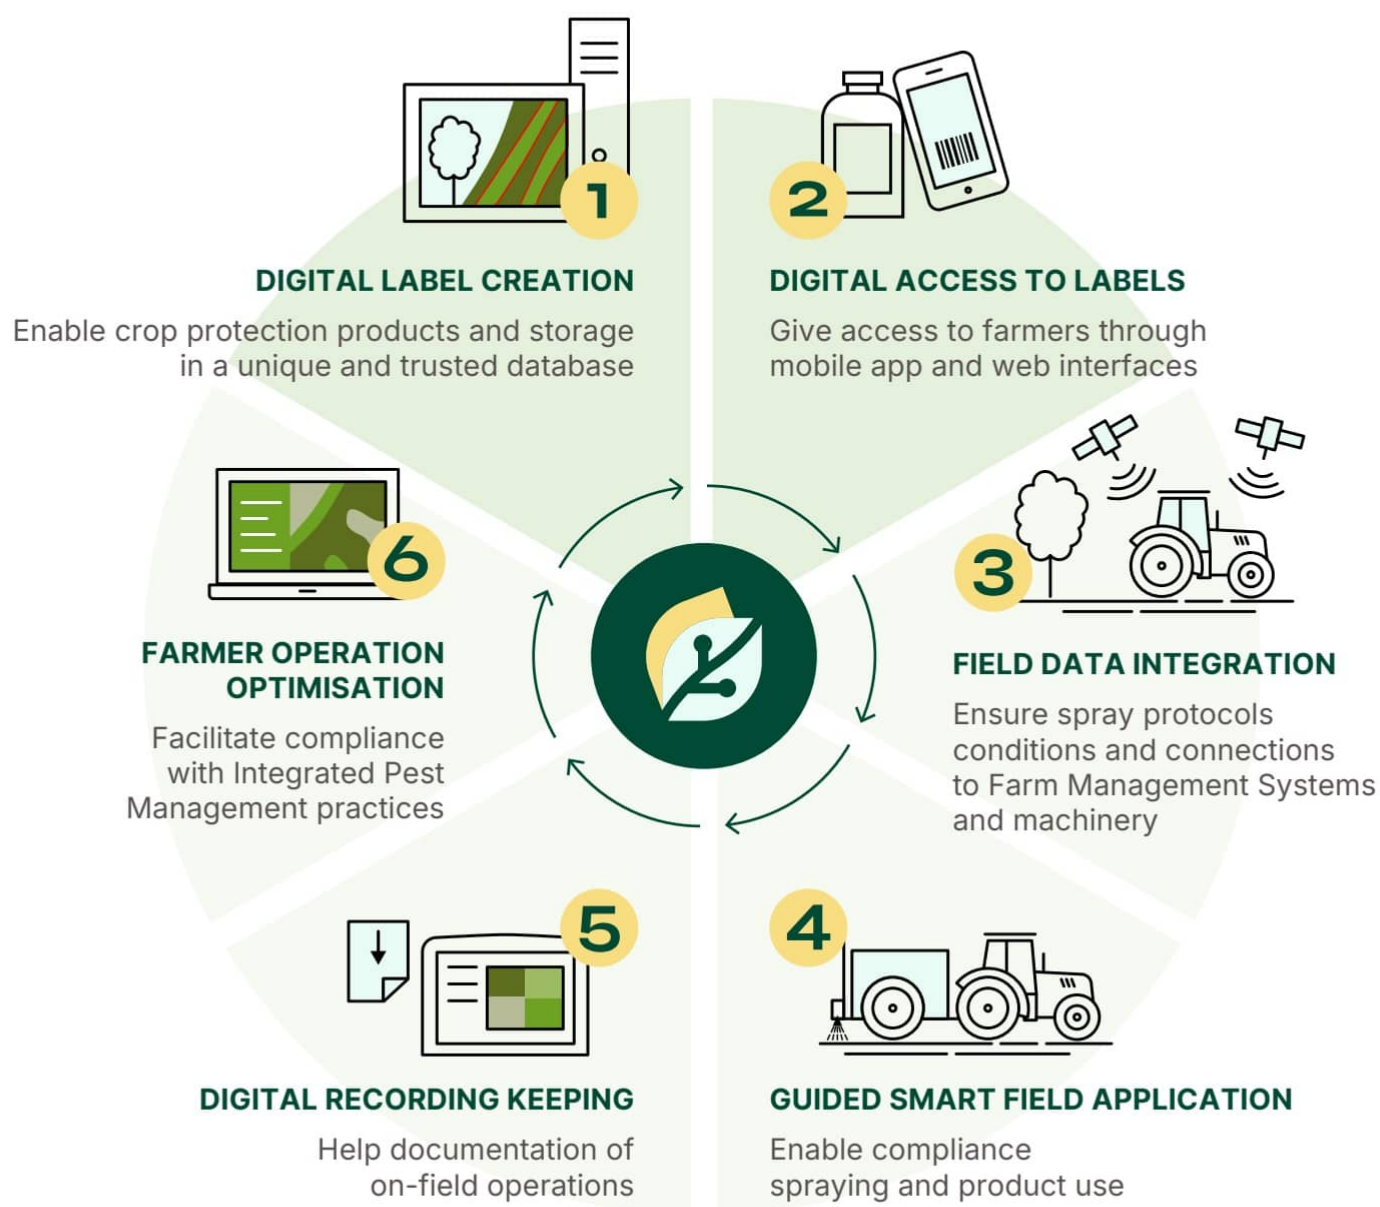 1
DIGITAL LABEL CREATION
Enable crop protection products and storage
in a unique and trusted database
2
DIGITAL ACCESS TO LABELS
Give access to farmers through
mobile app and web interfaces
3
FIELD DATA INTEGRATION
Ensure spray protocols
conditions and connections
to Farm Management Systems
and machinery
4
GUIDED SMART FIELD APPLICATION
Enable compliance
spraying and product use
5
DIGITAL RECORDING KEEPING
Help documentation of
on-field operations
6
FARMER OPERATION
OPTIMISATION
Facilitate compliance
with Integrated Pest
Management practices